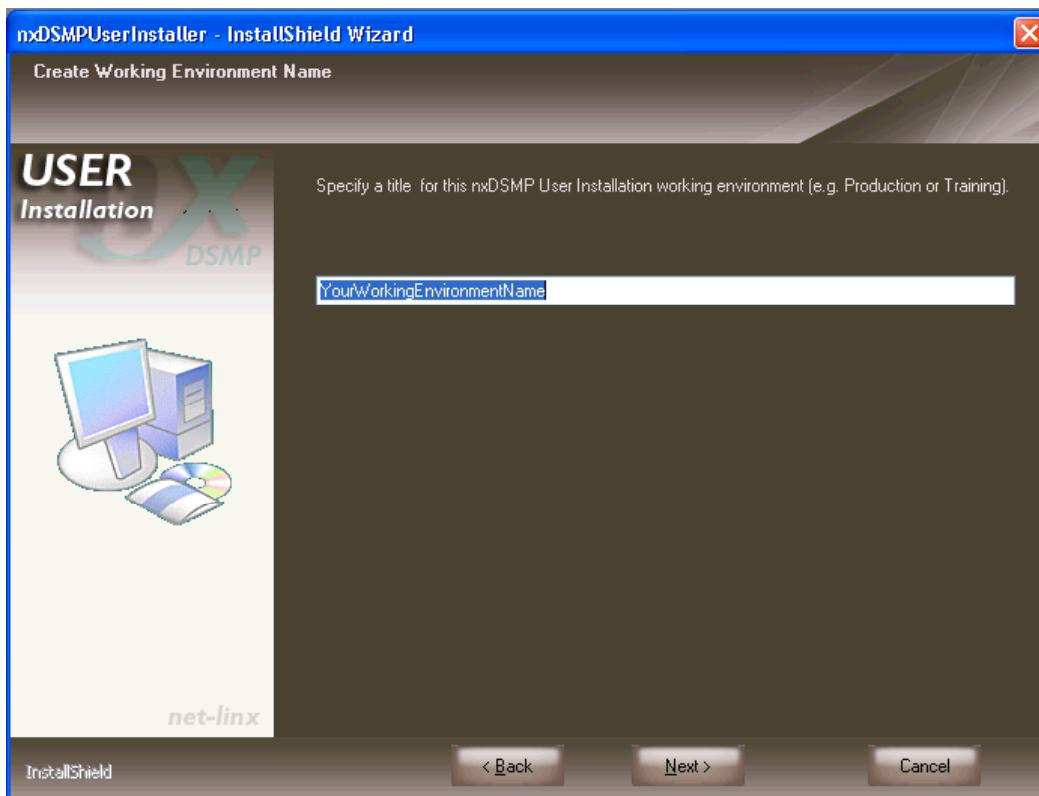 nxDSMPUserInstaller - InstallShield Wizard
Create Working Environment Name
USER
Installation
DSMP
Specify a title for this nxDSMP User Installation working environment (e.g. Production or Training).
YourWorkingEnvironmentName
net-linx
InstallShield
< Back
Next >
Cancel